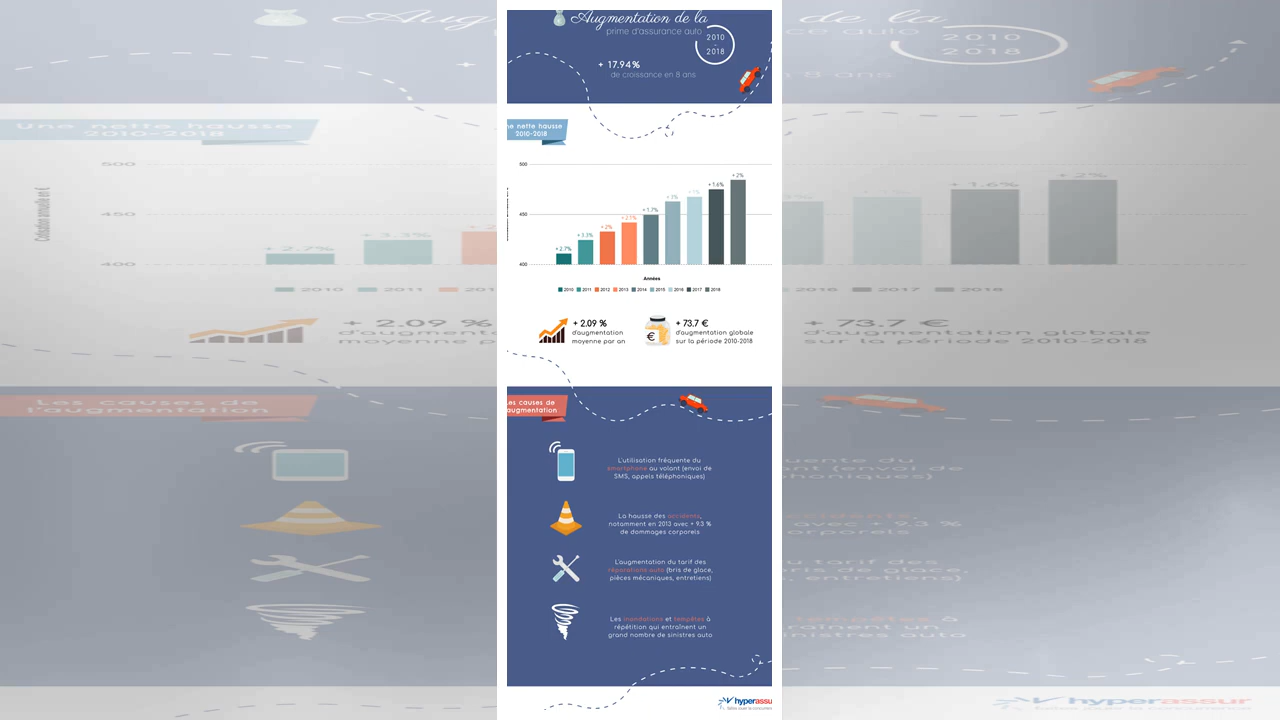 Augmentation de la
prime d'assurance auto
2010
-
2018
+ 17.94%
de croissance en 8 ans
ne nette hausse
2010-2018
500
450
400
+ 2.7%
+ 3.3%
+ 2%
+ 2.1%
+ 1.7%
+ 3%
+ 1%
+ 1.6%
+ 2%
Années
2010 2011 2012 2013 2014 2015 2016 2017 2018
+ 2.09 %
d'augmentation
moyenne par an
+ 73.7 €
d'augmentation globale
sur la période 2010-2018
Les causes de
augmentation
L'utilisation fréquente du
smartphone au volant (envoi de
SMS, appels téléphoniques)
La hausse des accidents,
notamment en 2013 avec + 9.3 %
de dommages corporels
L'augmentation du tarif des
réparations auto (bris de glace,
pièces mécaniques, entretiens)
Les inondations et tempêtes à
répétition qui entraînent un
grand nombre de sinistres auto
hyperassu
faites jouer la concurrenc